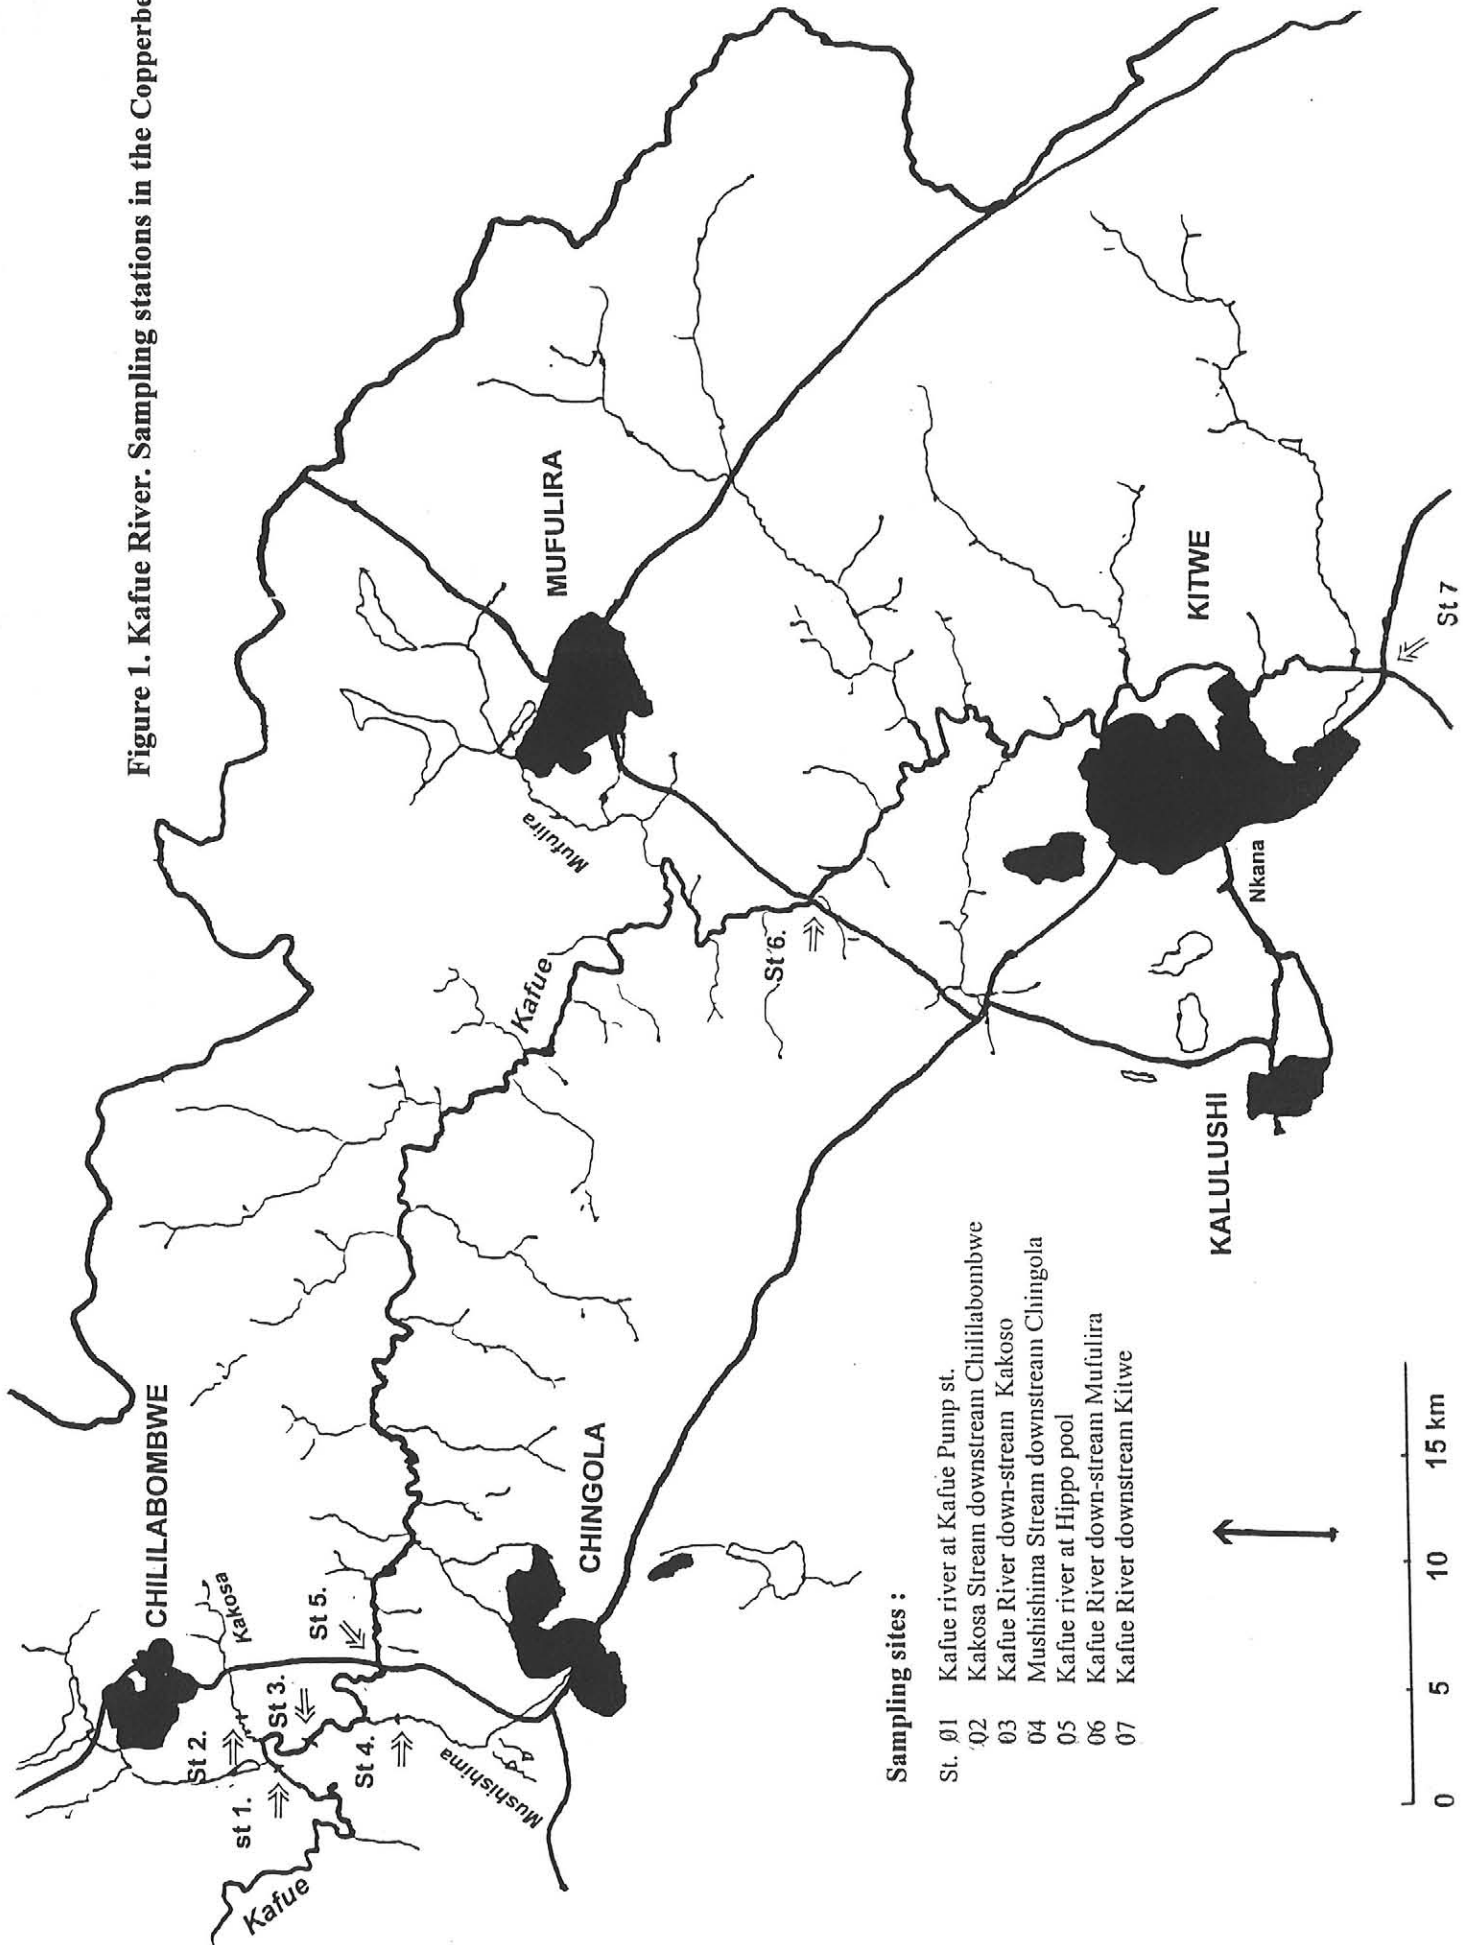 Figure 1. Kafue River. Sampling stations in the Copperbe
CHILILABOMBWE
Kakosa
St 2.
st 1.
St 3.
St 4.
St 5.
Kafue
Mushishima
CHINGOLA
Kafue
Mufulira
MUFULIRA
St 6.
KITWE
Nkana
KALULUSHI
St 7
Sampling sites :
St. 01 Kafue river at Kafue Pump st.
02 Kakosa Stream downstream Chililabombwe
03 Kafue River down-stream Kakoso
04 Mushishima Stream downstream Chingola
05 Kafue river at Hippo pool
06 Kafue River down-stream Mufulira
07 Kafue River downstream Kitwe
0 5 10 15 km